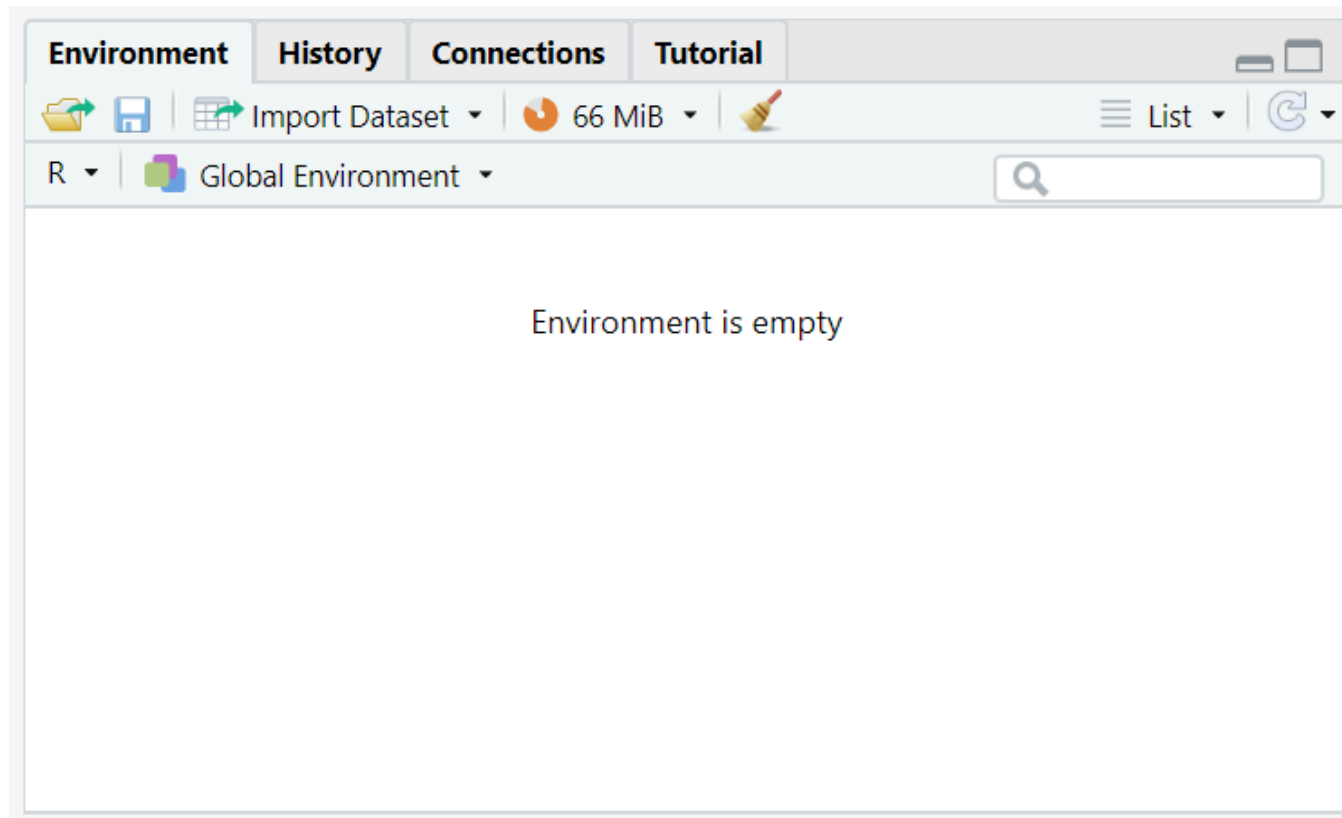 Environment History Connections Tutorial
Import Dataset 66 MiB List
R Global Environment
Environment is empty